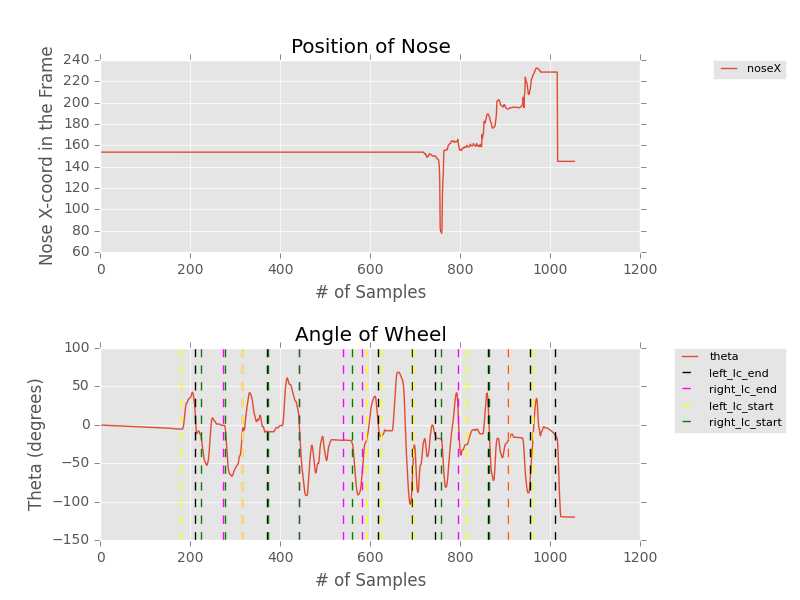 Position of Nose
Nose X-coord in the Frame
240
220
200
180
160
140
120
100
80
60
0 200 400 600 800 1000 1200
# of Samples
noseX
Angle of Wheel
Theta (degrees)
100
50
0
−50
−100
−150
0 200 400 600 800 1000 1200
# of Samples
theta
left_lc_end
right_lc_end
left_lc_start
right_lc_start